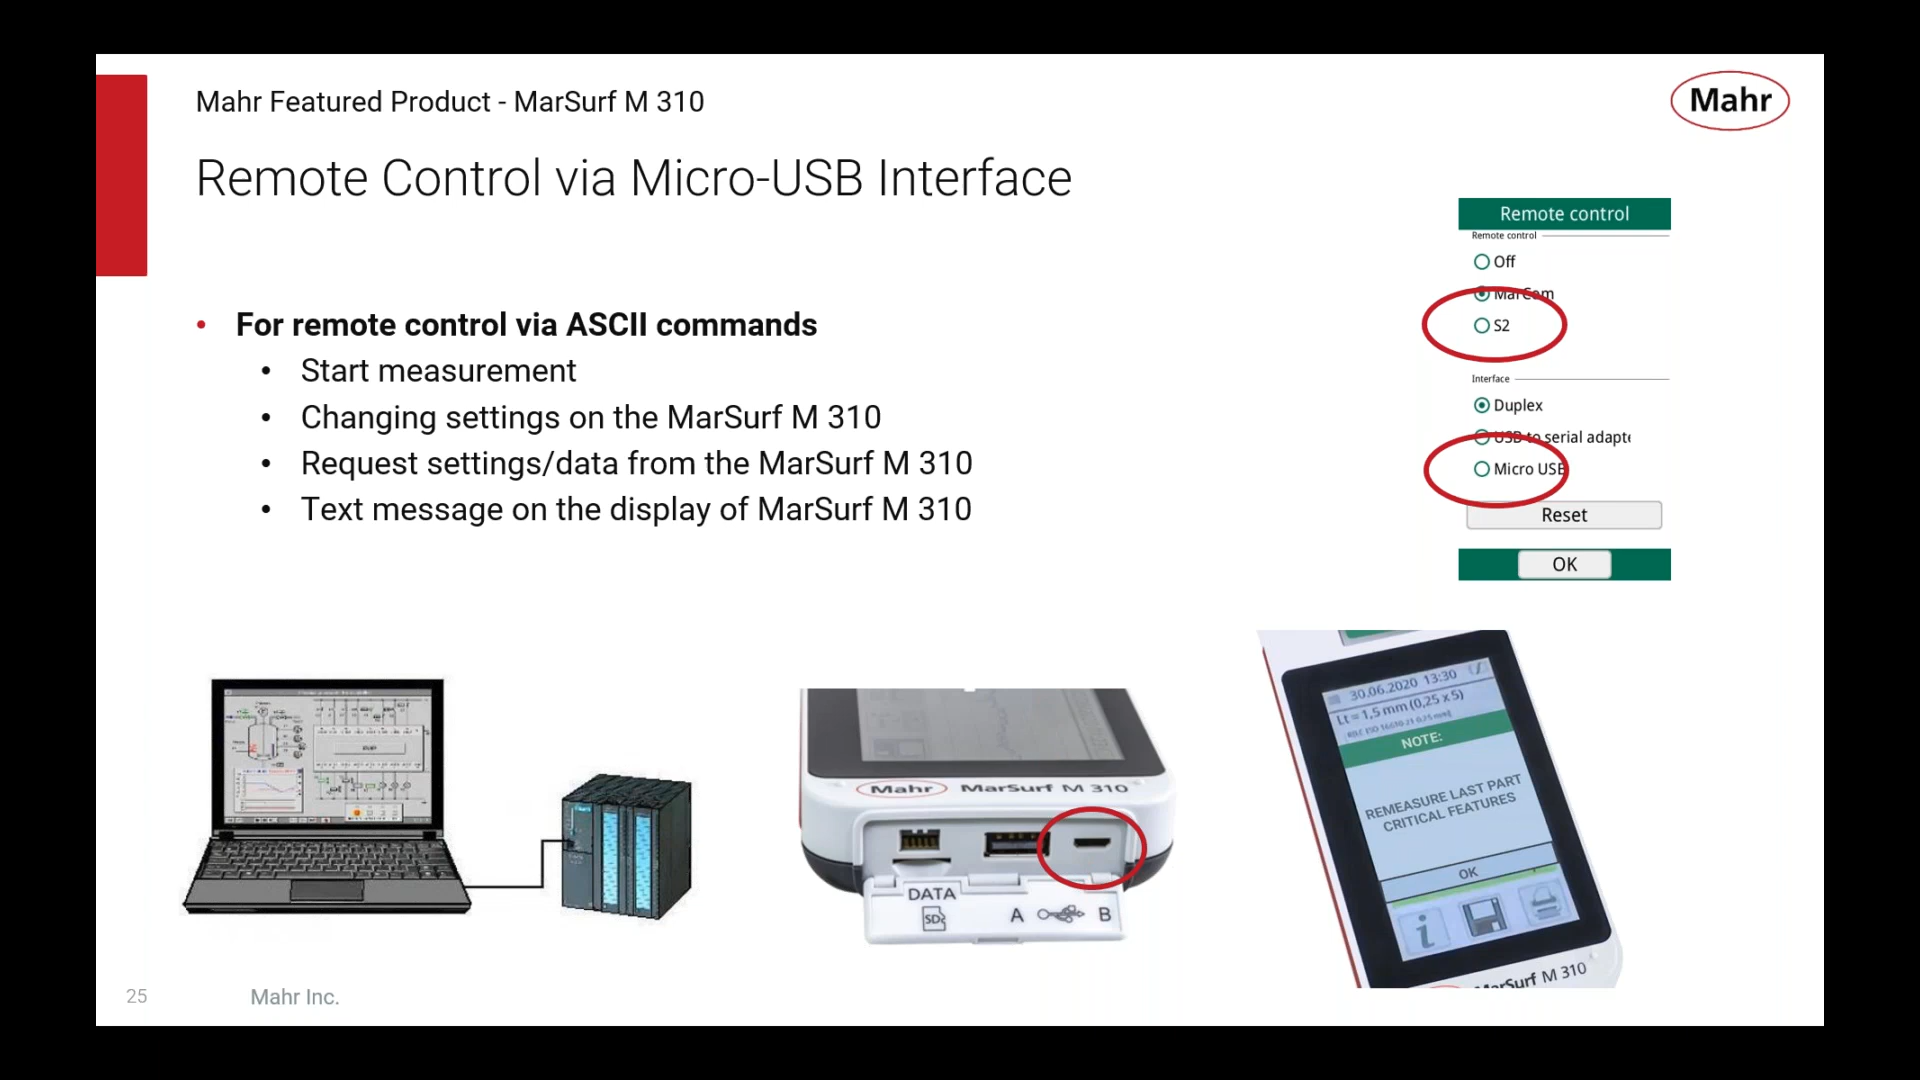 Mahr Featured Product - MarSurf M 310
Mahr
Remote Control via Micro-USB Interface
Remote control
Remote control
Off
MarCom
S2
Interface
Duplex
USB to serial adapte
Micro USB
Reset
OK
• For remote control via ASCII commands
• Start measurement
• Changing settings on the MarSurf M 310
• Request settings/data from the MarSurf M 310
• Text message on the display of MarSurf M 310
Mahr MarSurf M 310
DATA
SD
A B
30.06.2020 13:30
Lt = 1,5 mm (0,25 x 5)
NOTE:
REMEASURE LAST PART
CRITICAL FEATURES
OK
i
MarSurf M 310
25
Mahr Inc.